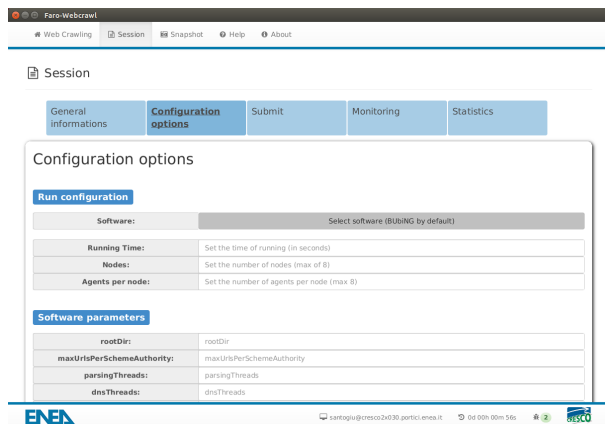 Faro-Webcrawl
Web Crawling Session Snapshot Help About
Session
General informations
Configuration options
Submit
Monitoring
Statistics
Configuration options
Run configuration
Software: Select software (BUbiNG by default)
Running Time: Set the time of running (in seconds)
Nodes: Set the number of nodes (max of 8)
Agents per node: Set the number of agents per node (max 8)
Software parameters
rootDir: rootDir
maxUrlsPerSchemeAuthority: maxUrlsPerSchemeAuthority
parsingThreads: parsingThreads
dnsThreads: dnsThreads
ENEA santogiu@cresco2x030.portici.enea.it 0d:00h:00m 56s 2 CRESCO